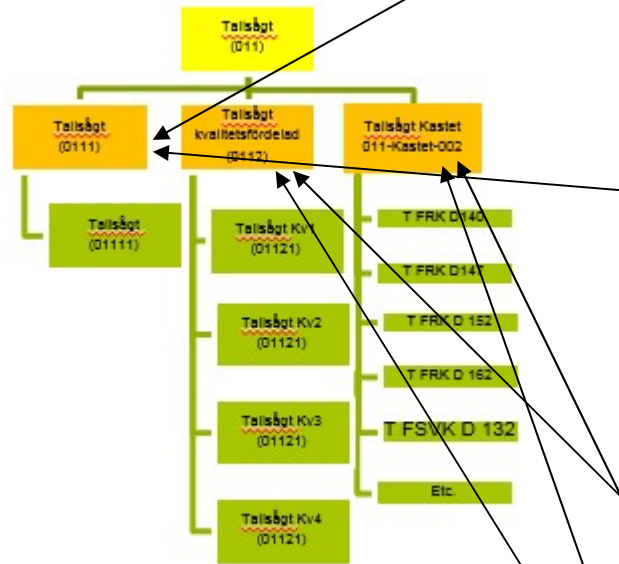 Tallsågt
(011)
Tallsågt
(0111)
Tallsågt
kvalitetsfördelad
(0112)
Tallsågt Kastet
011-Kastet-002
Tallsågt
(01111)
Tallsågt Kv1
(01121)
Tallsågt Kv2
(01121)
Tallsågt Kv3
(01121)
Tallsågt Kv4
(01121)
T FRK D140
T FRK D147
T FRK D 152
T FRK D 162
T FSVK D 132
Etc.